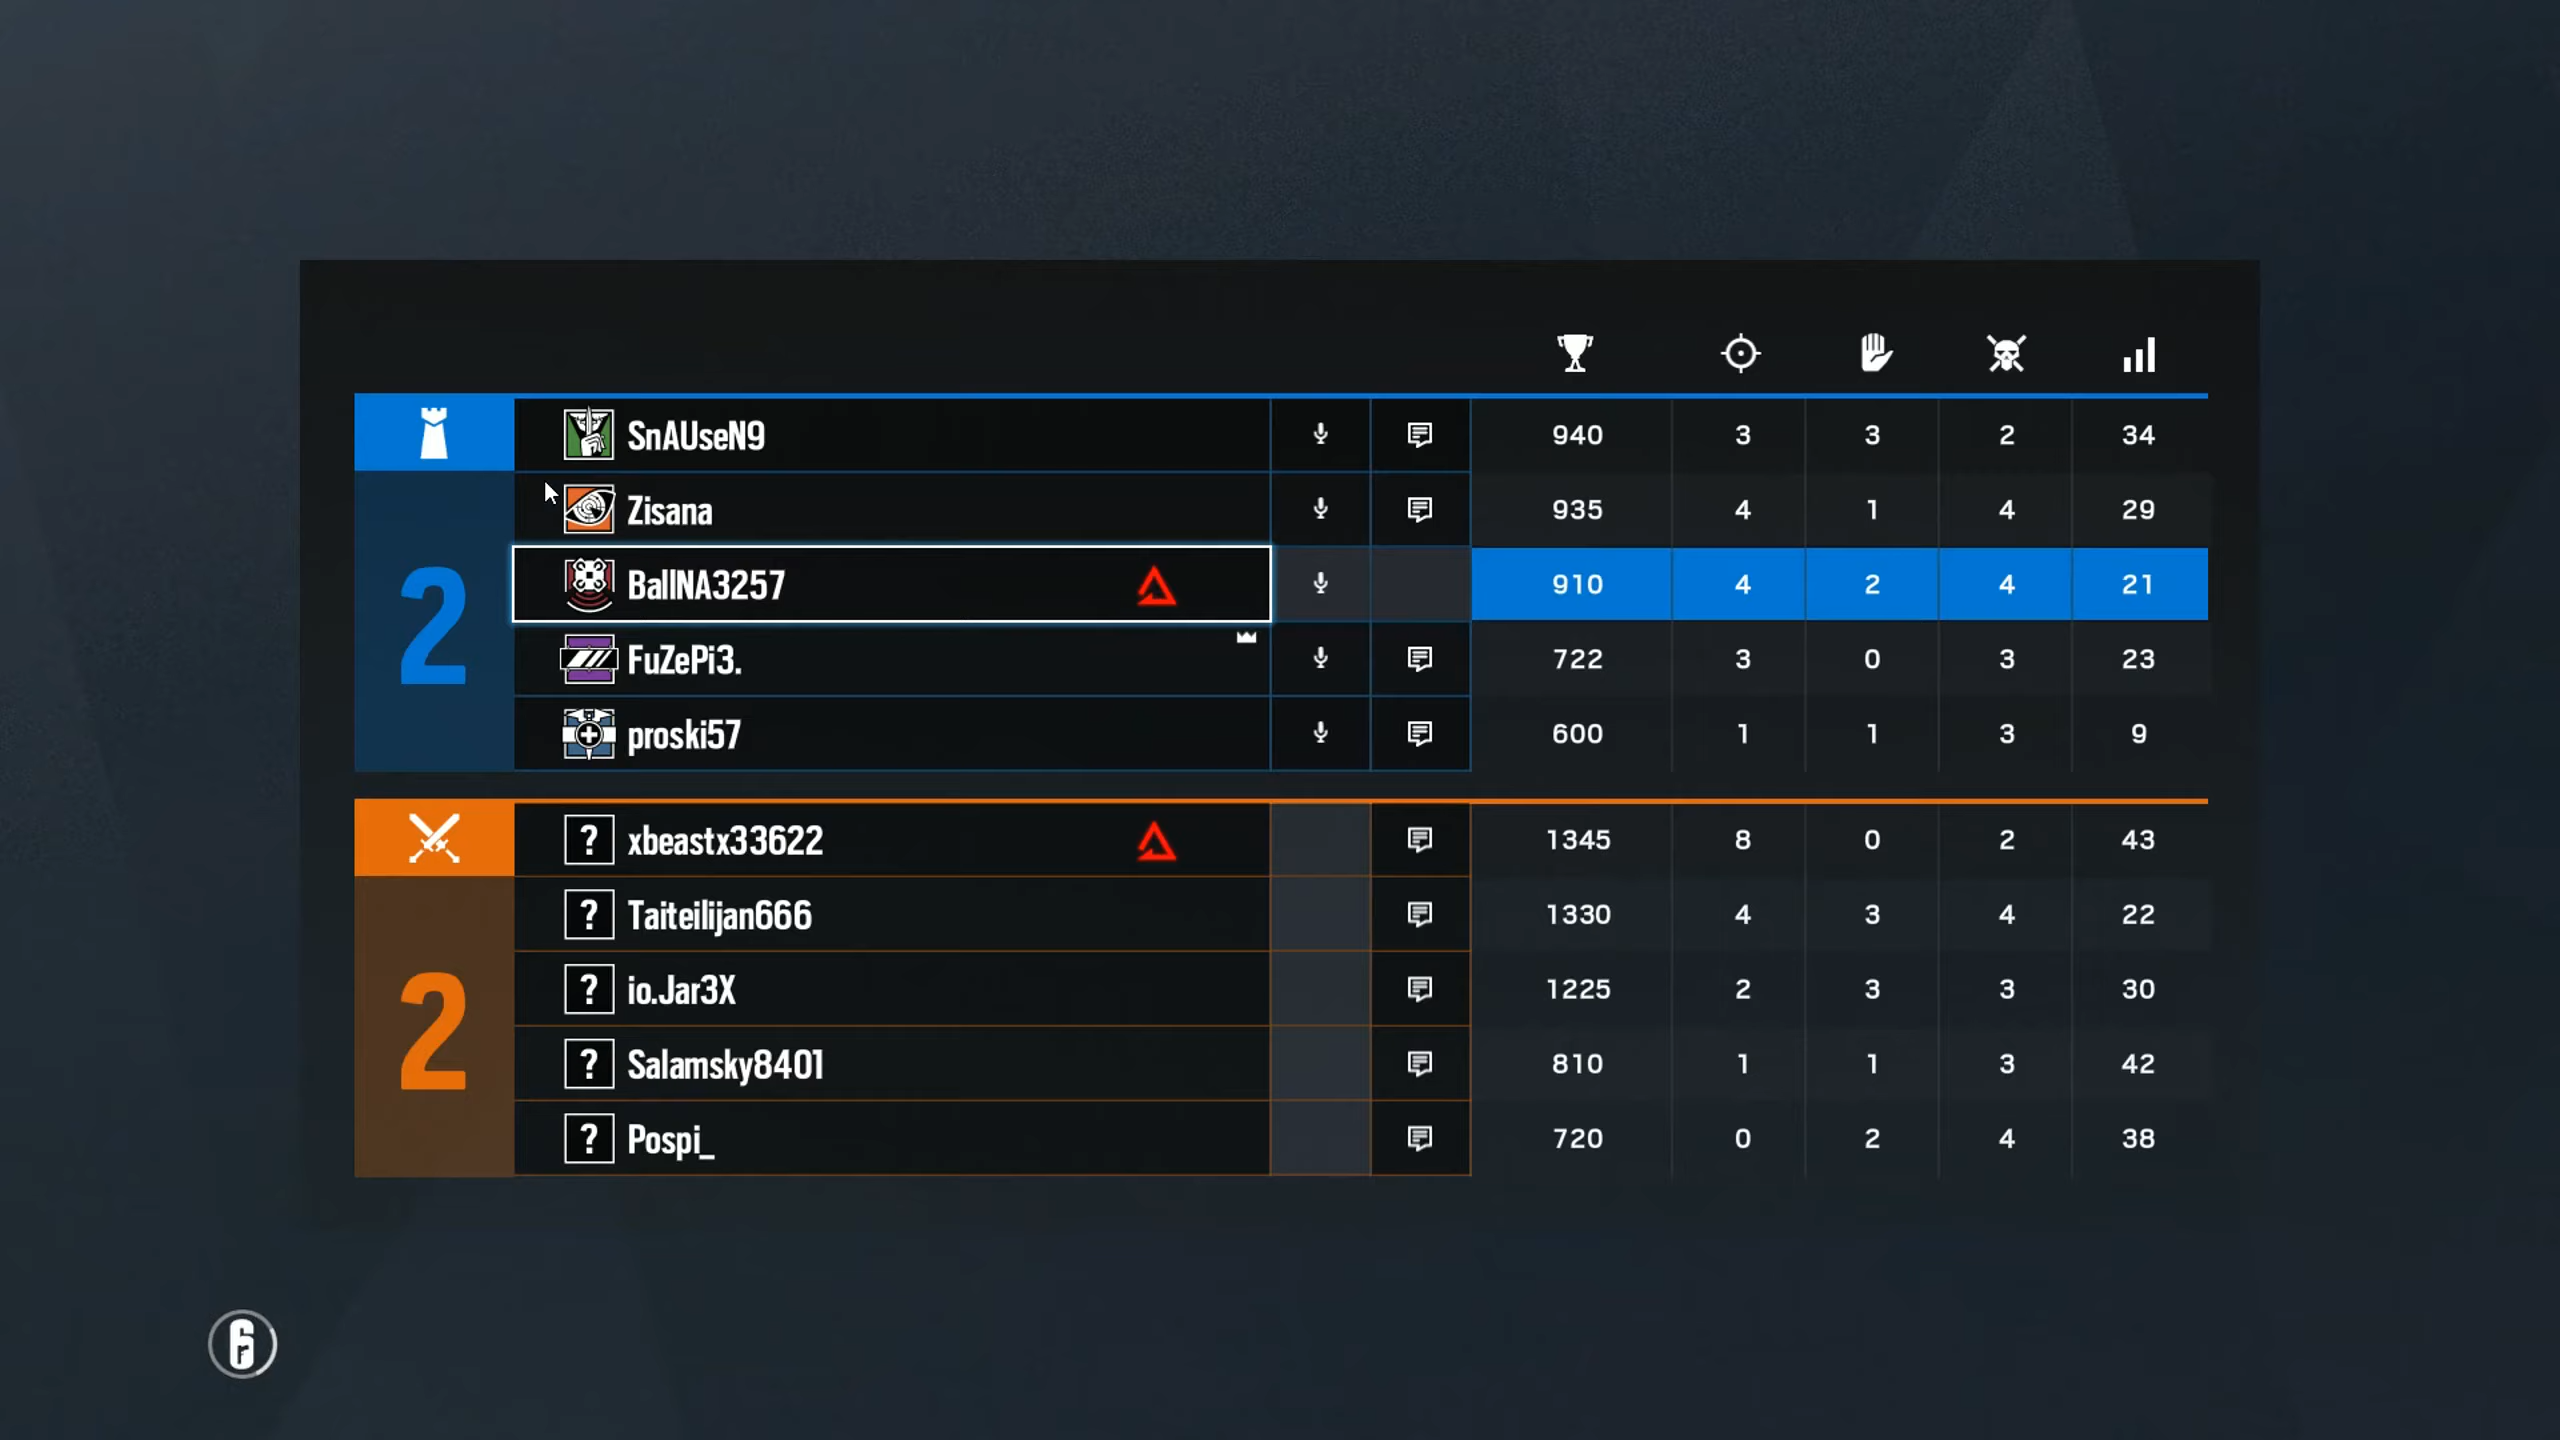 SnAUseN9 940 3 3 2 34
Zisana 935 4 1 4 29
2
BallNA3257 910 4 2 4 21
FuZePi3. 722 3 0 3 23
proski57 600 1 1 3 9
? xbeastx33622 1345 8 0 2 43
? Taiteilijan666 1330 4 3 4 22
? io.Jar3X 1225 2 3 3 30
2
? Salamsky8401 810 1 1 3 42
? Pospi_ 720 0 2 4 38
6